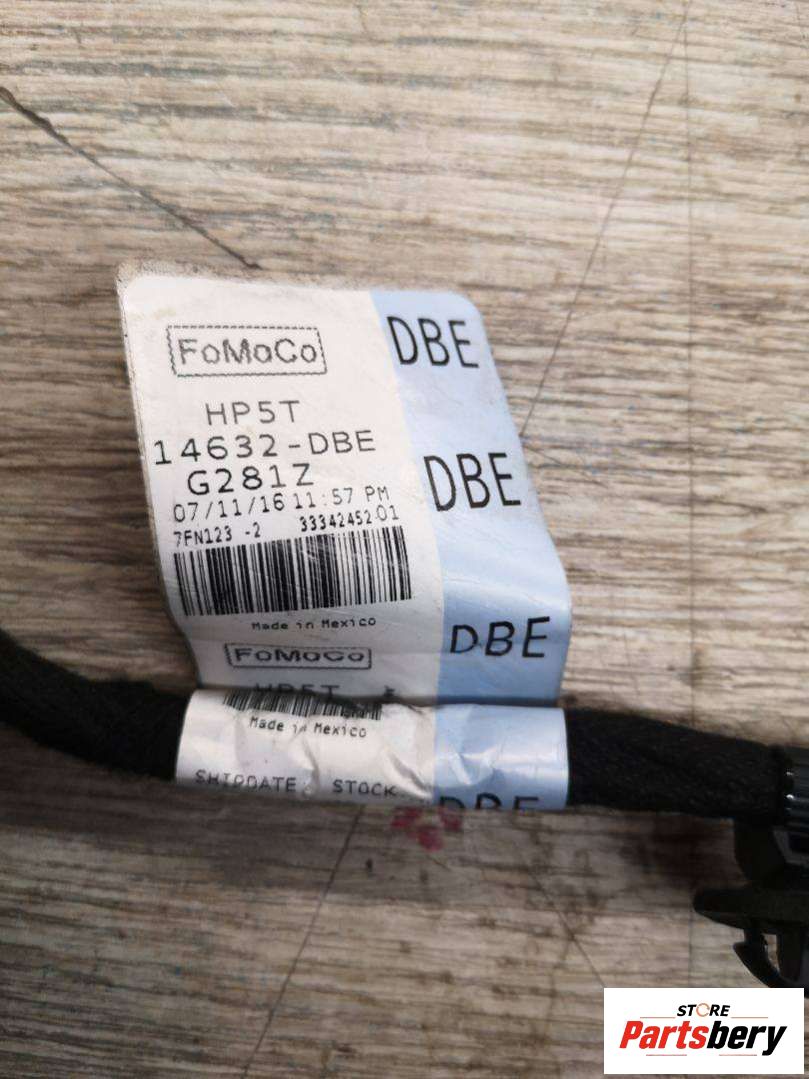 FoMoCo DBE
HP5T
14632-DBE
G281Z DBE
07/11/16 11:57 PM
7FN123 -2 3334245201
Made in Mexico
FoMoCo DBE
HP5T
Made in Mexico
SHIPDATE: STOCK
DBE
STORE
Partsbery